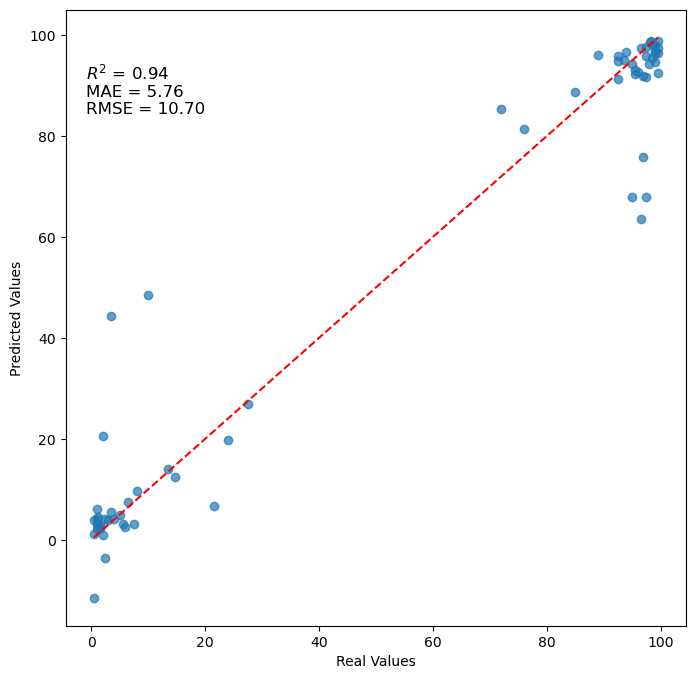 100
80
60
40
20
0
Predicted Values
R² = 0.94
MAE = 5.76
RMSE = 10.70
0
20
40
60
80
100
Real Values